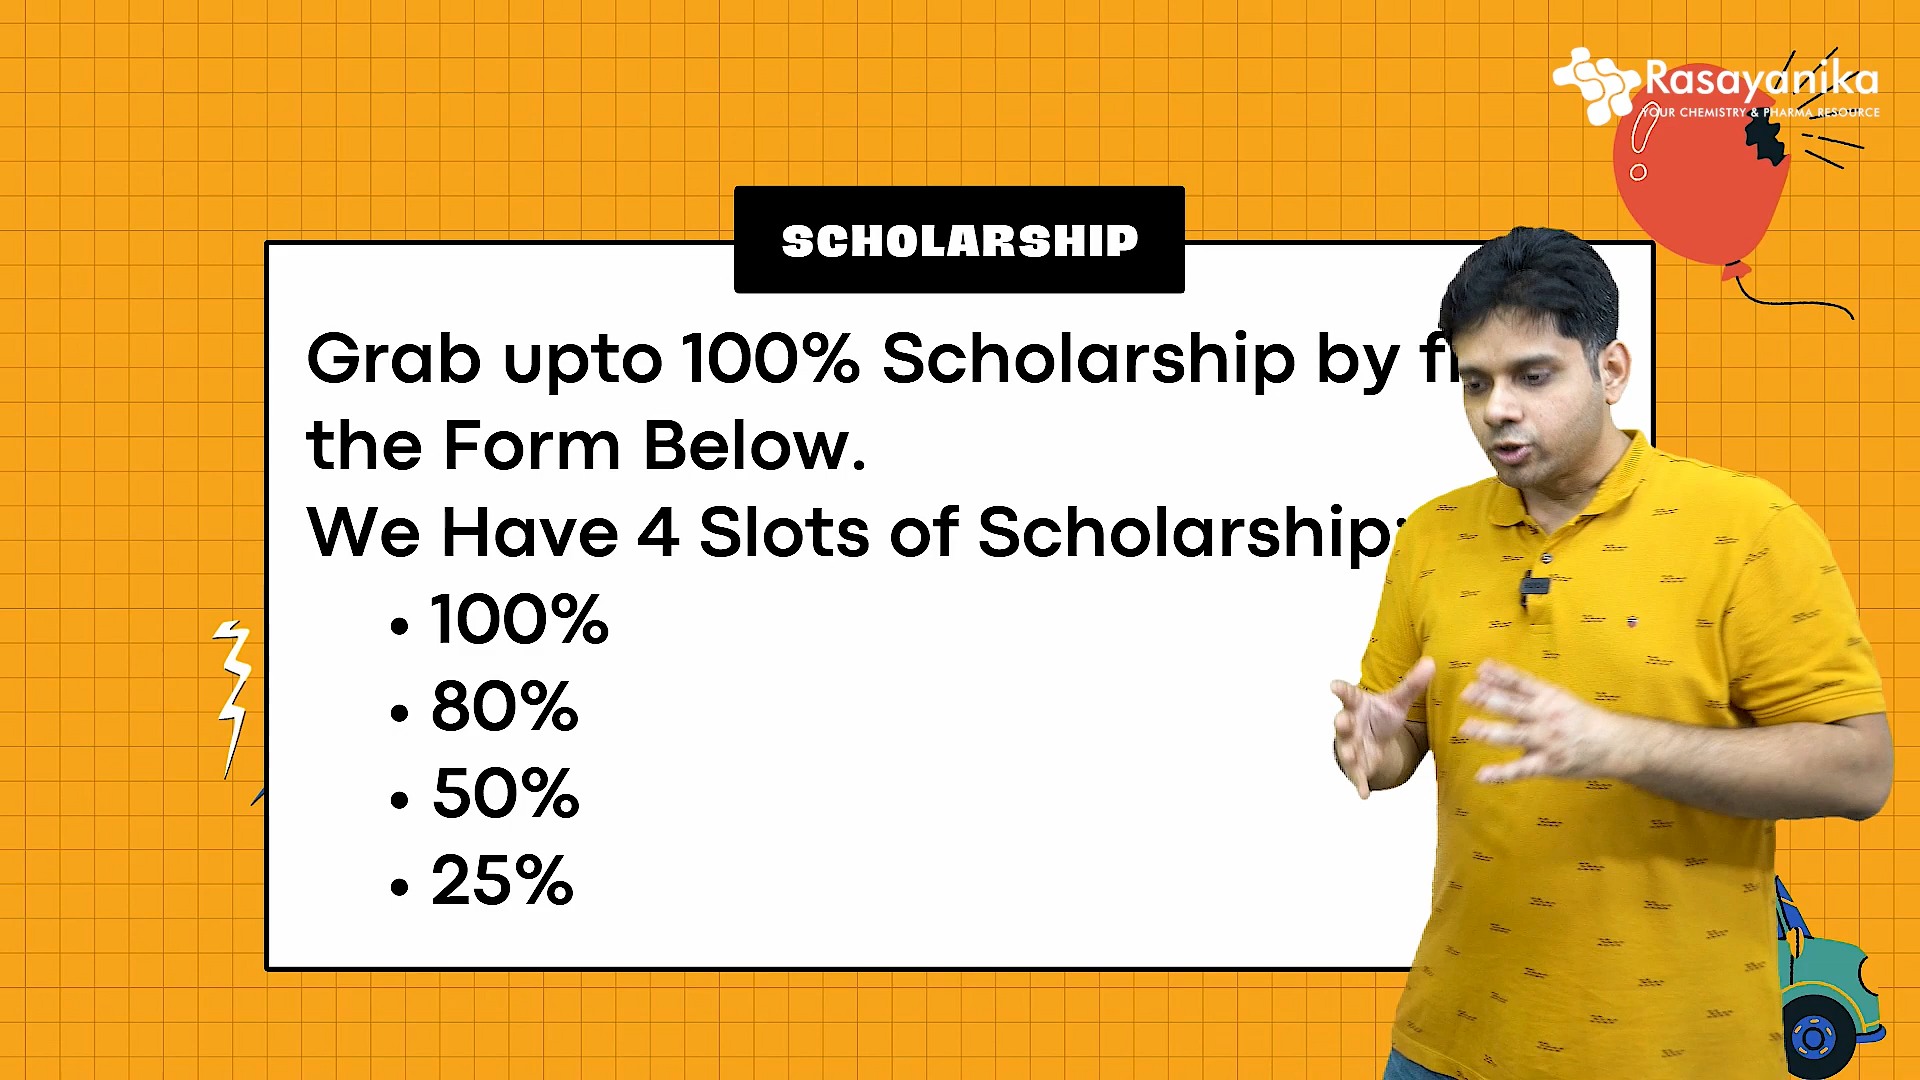 Rasayanika
YOUR CHEMISTRY & PHARMA RESOURCE
SCHOLARSHIP
Grab upto 100% Scholarship by
the Form Below.
We Have 4 Slots of Scholarship:
• 100%
• 80%
• 50%
• 25%